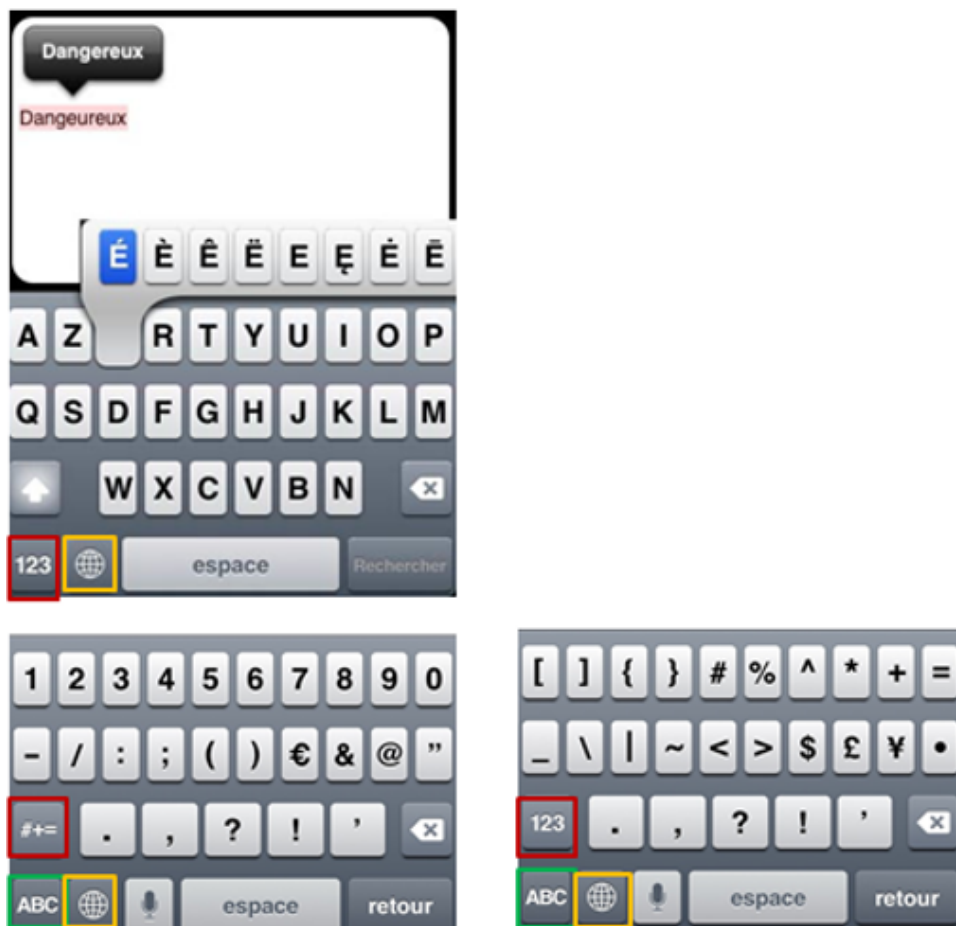 Dangereux
Dangeureux
É È Ê Ë E Ę Ė Ē
A Z R T Y U I O P
Q S D F G H J K L M
W X C V B N
123 espace Rechercher
1 2 3 4 5 6 7 8 9 0
- / : ; ( ) € & @ "
#+= . , ? ! '
ABC espace retour
[ ] { } # % ^ * + =
_ \ | ~ < > $ £ ¥ •
123 . , ? ! '
ABC espace retour